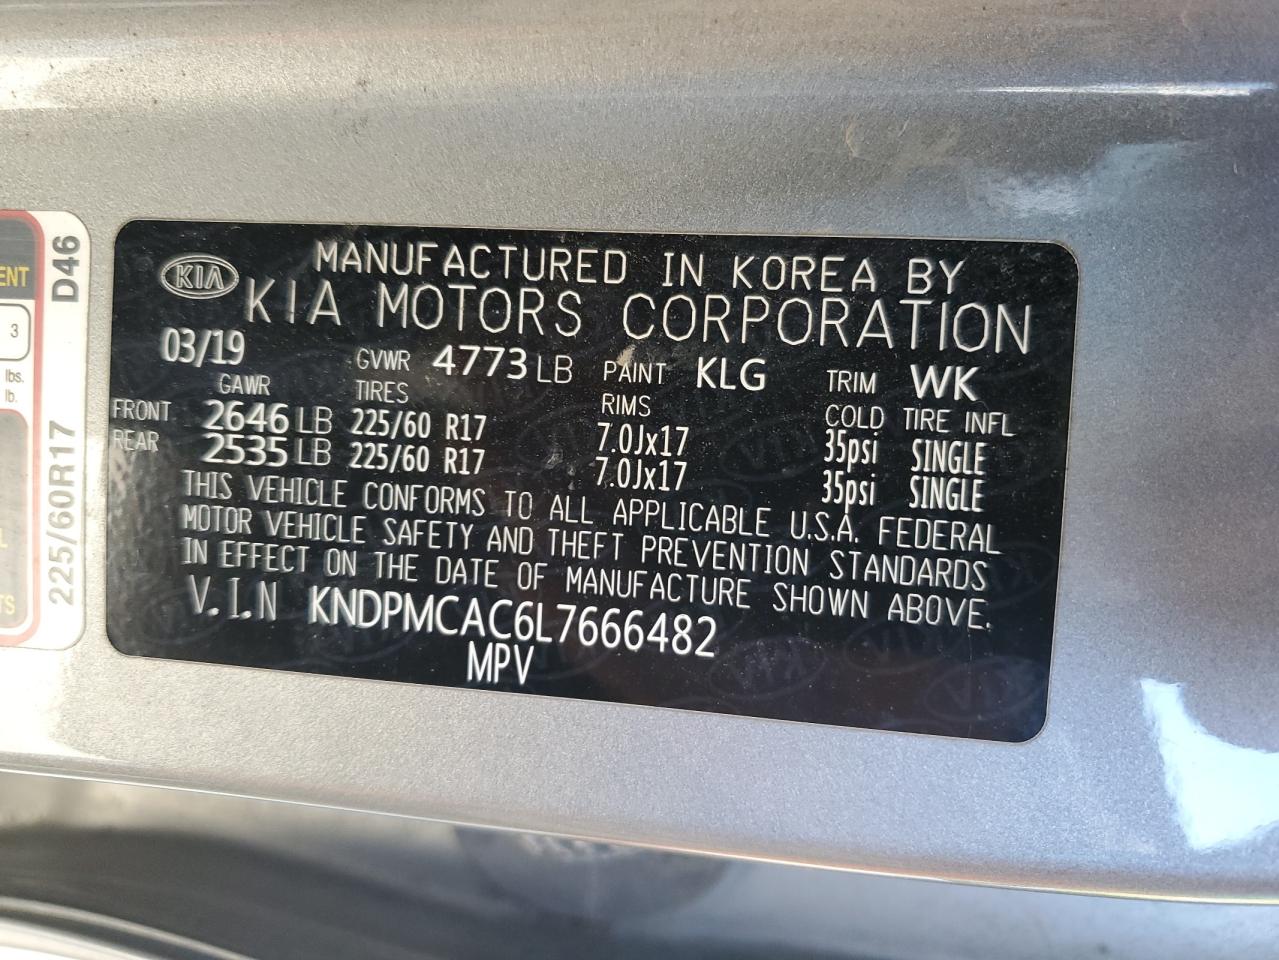 KIA
MANUFACTURED IN KOREA BY
KIA MOTORS CORPORATION
03/19 GVWR 4773 LB PAINT KLG TRIM WK
GAWR TIRES RIMS COLD TIRE INFL
FRONT 2646 LB 225/60 R17 7.0Jx17 35psi SINGLE
REAR 2535 LB 225/60 R17 7.0Jx17 35psi SINGLE
THIS VEHICLE CONFORMS TO ALL APPLICABLE U.S.A. FEDERAL
MOTOR VEHICLE SAFETY AND THEFT PREVENTION STANDARDS
IN EFFECT ON THE DATE OF MANUFACTURE SHOWN ABOVE.
V.I.N KNDPMCAC6L7666482
MPV
ENT
3
lbs.
lb.
L
TS
225/60R17 D46